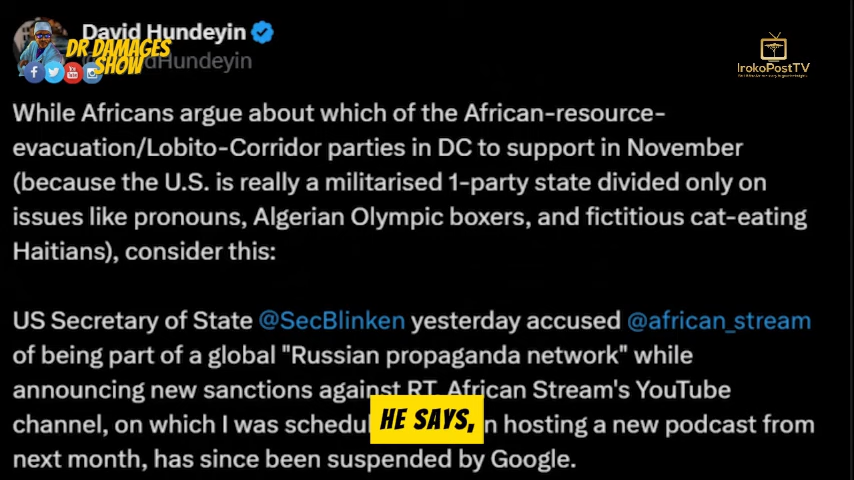 David Hundeyin
DR DAMAGES
SHOW
dHundeyin
IrokoPostTV
While Africans argue about which of the African-resource-
evacuation/Lobito-Corridor parties in DC to support in November
(because the U.S. is really a militarised 1-party state divided only on
issues like pronouns, Algerian Olympic boxers, and fictitious cat-eating
Haitians), consider this:
US Secretary of State @SecBlinken yesterday accused @african_stream
of being part of a global "Russian propaganda network" while
announcing new sanctions against RT. African Stream's YouTube
channel, on which I was schedul n hosting a new podcast from
HE SAYS,
next month, has since been suspended by Google.